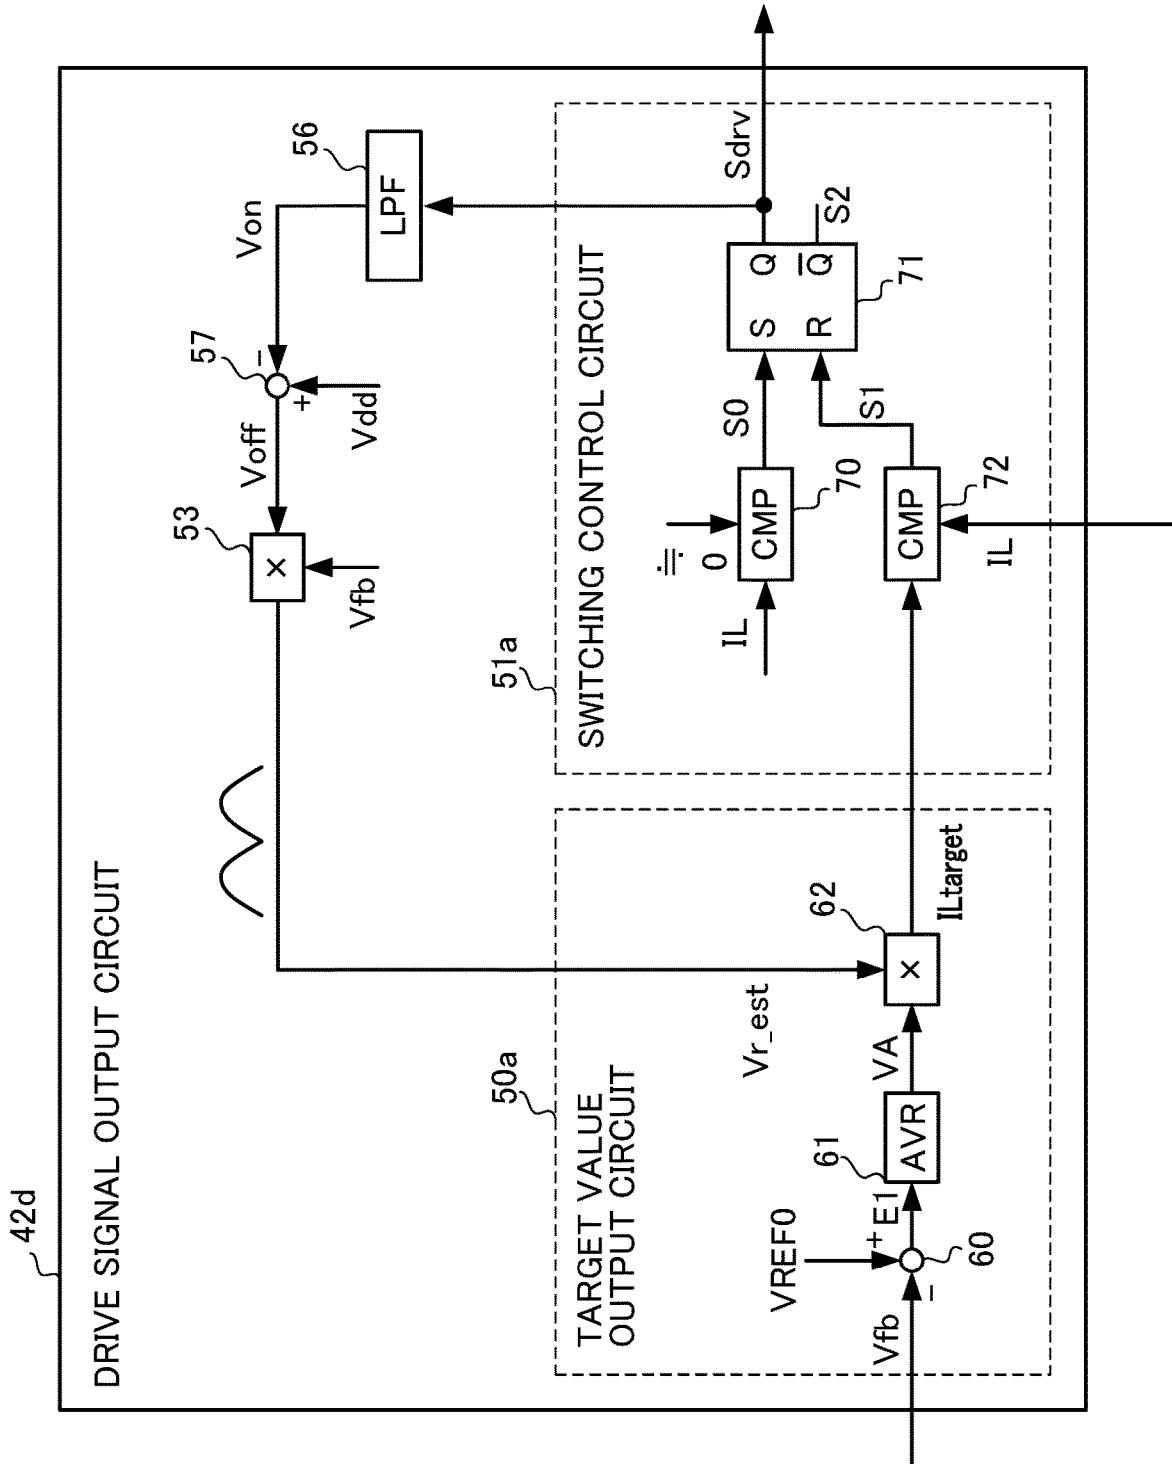 42d
DRIVE SIGNAL OUTPUT CIRCUIT
53
Voff
57
Von
56
×
−
LPF
+
Vfb
Vdd
50a
TARGET VALUE
OUTPUT CIRCUIT
51a
SWITCHING CONTROL CIRCUIT
Vr_est
IL
≒
0
CMP
70
S0
S Q
R Q̅
71
Sdrv
S2
VREF0
Vfb
+
−
60
E1
61
AVR
VA
62
×
ILtarget
CMP
72
S1
IL